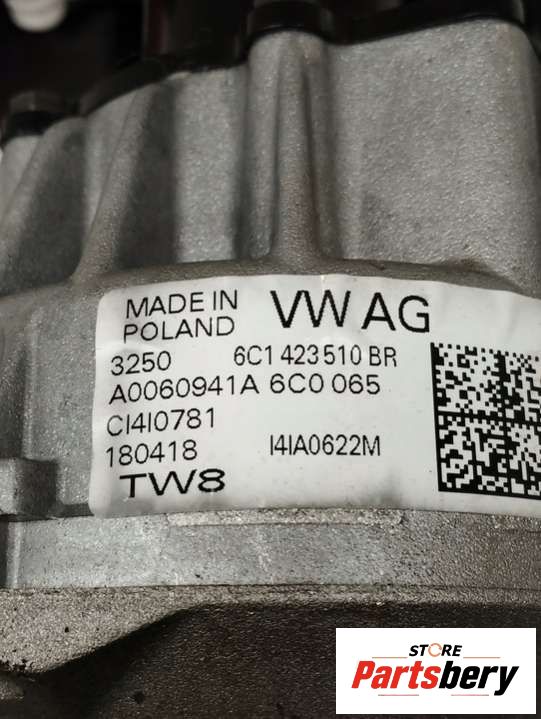 MADE IN
POLAND
VW AG
3250 6C1 423 510 BR
A0060941A 6C0 065
CI4I0781
180418 I4IA0622M
TW8
STORE
Partsbery